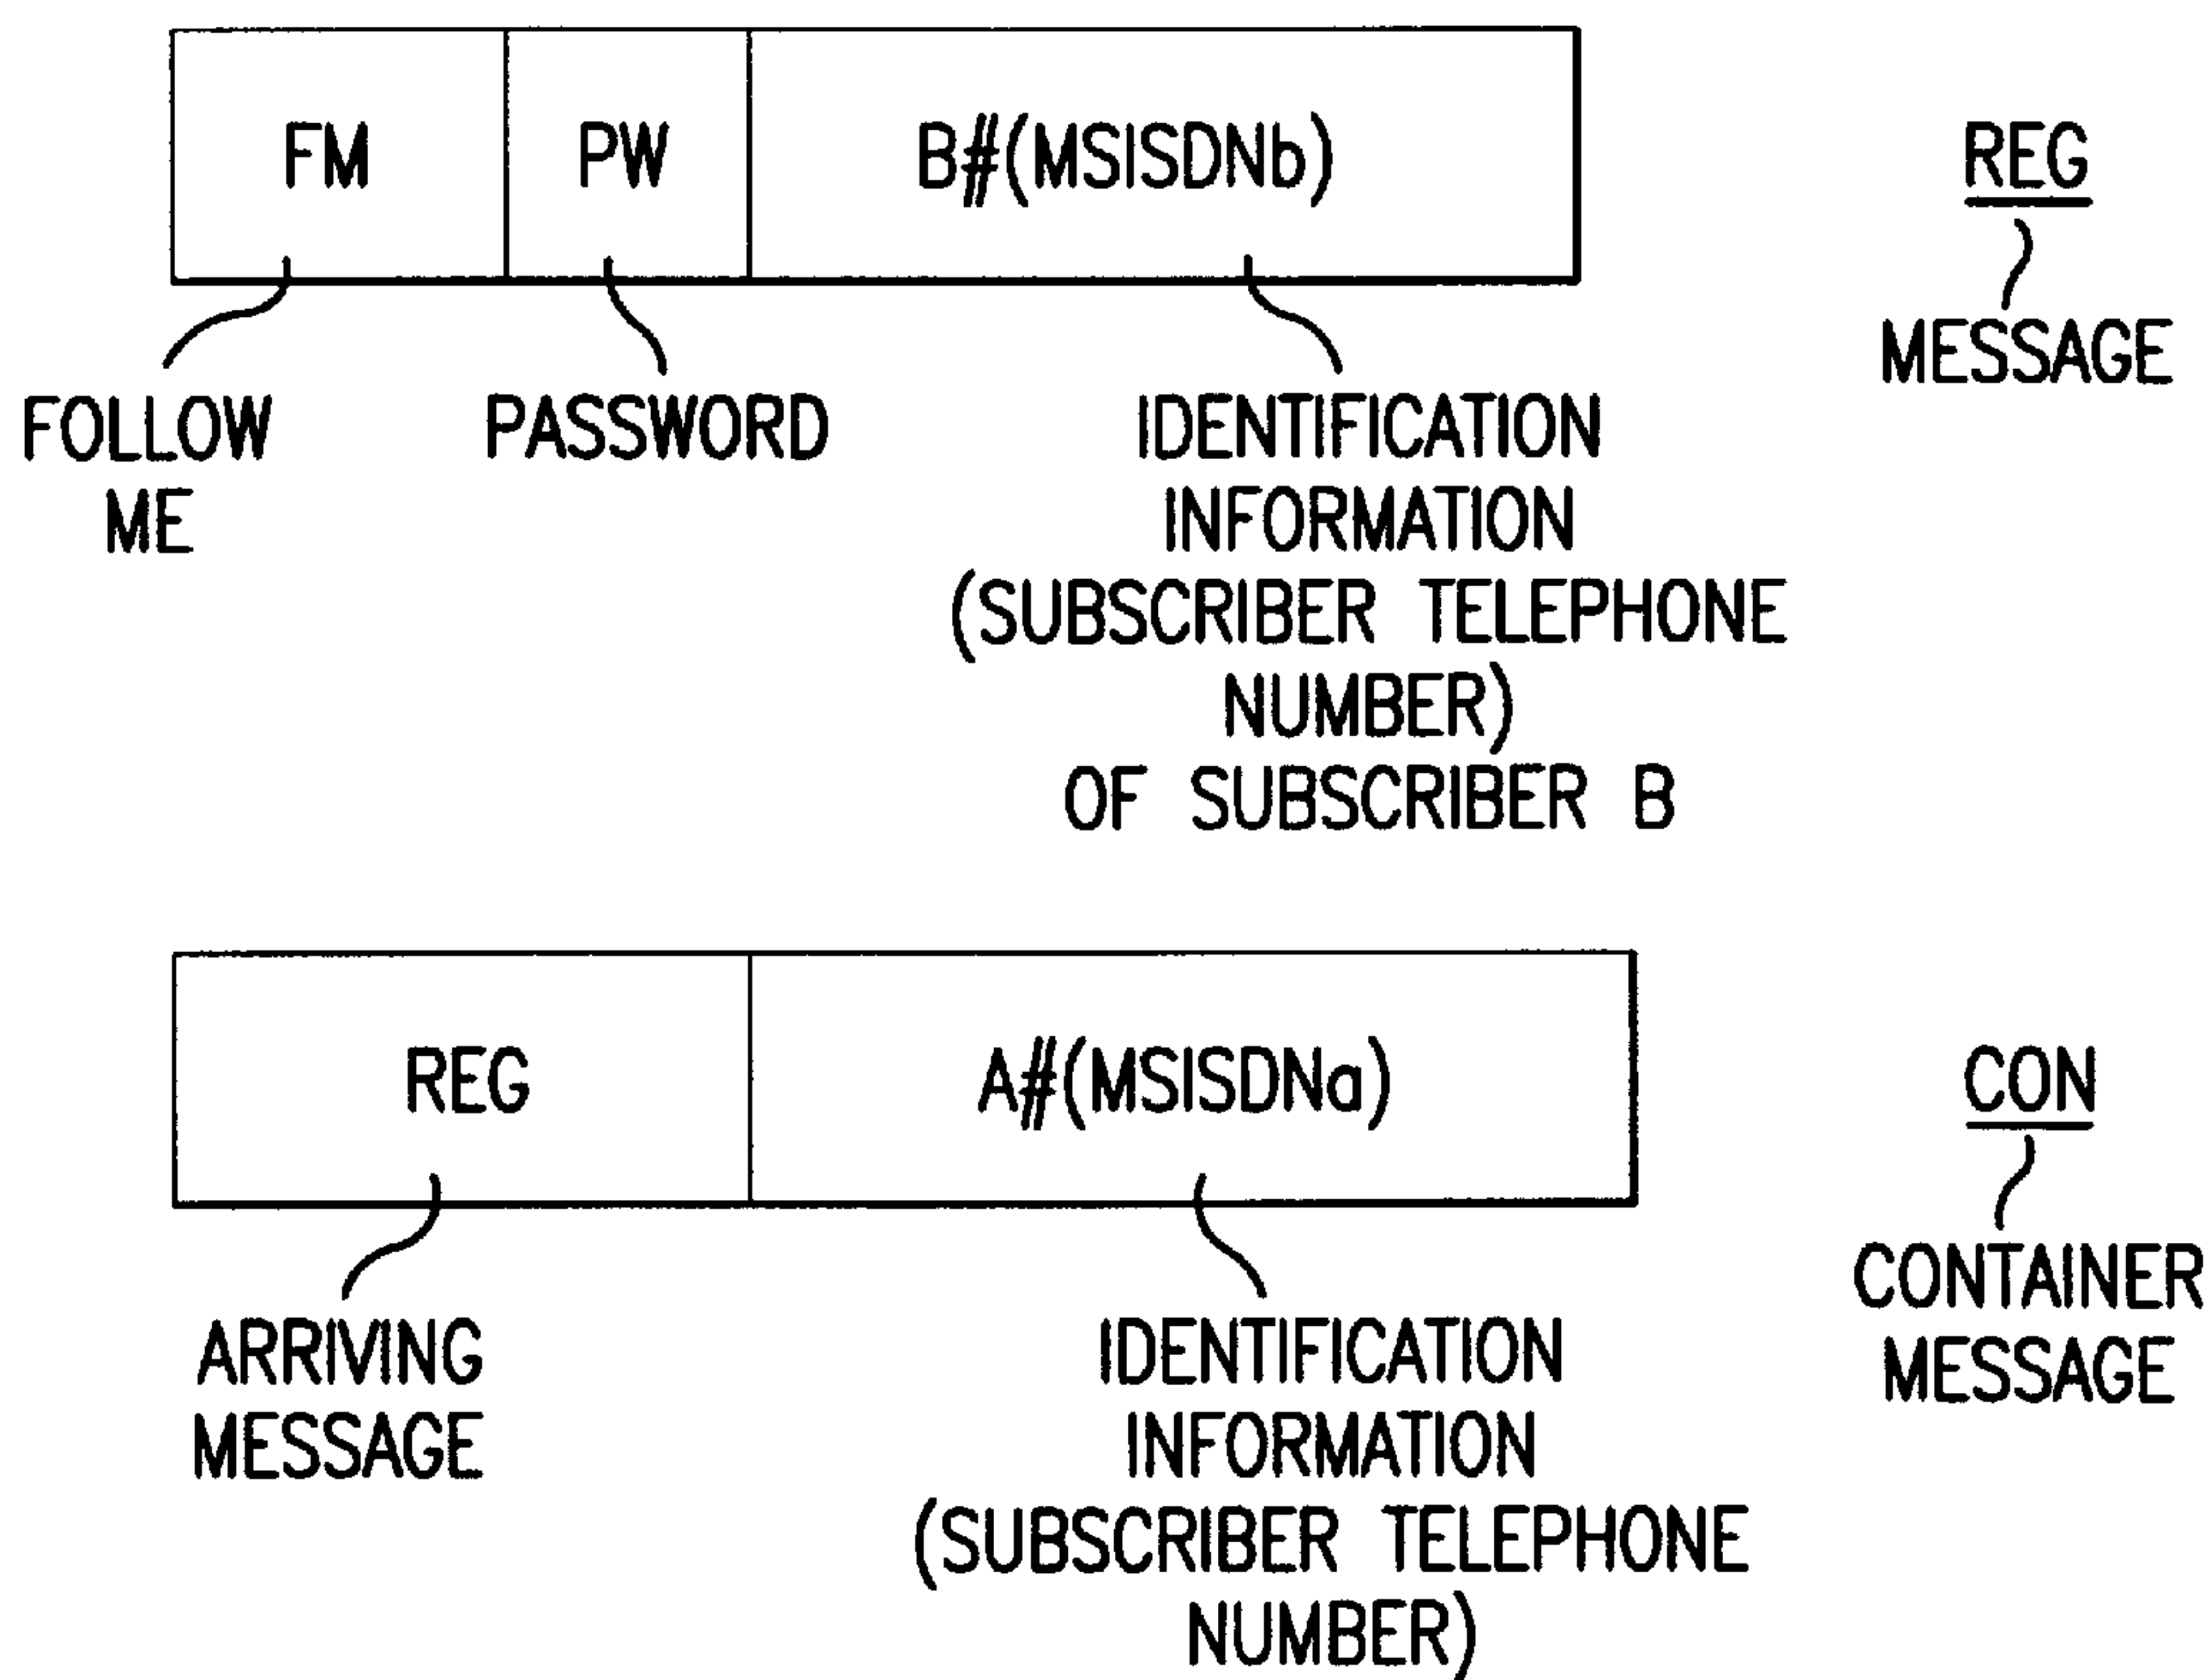 FM PW B#(MSISDNb) REG
MESSAGE
FOLLOW
ME
PASSWORD
IDENTIFICATION
INFORMATION
(SUBSCRIBER TELEPHONE
NUMBER)
OF SUBSCRIBER B
REG A#(MSISDNa) CON
CONTAINER
MESSAGE
ARRIVING
MESSAGE
IDENTIFICATION
INFORMATION
(SUBSCRIBER TELEPHONE
NUMBER)